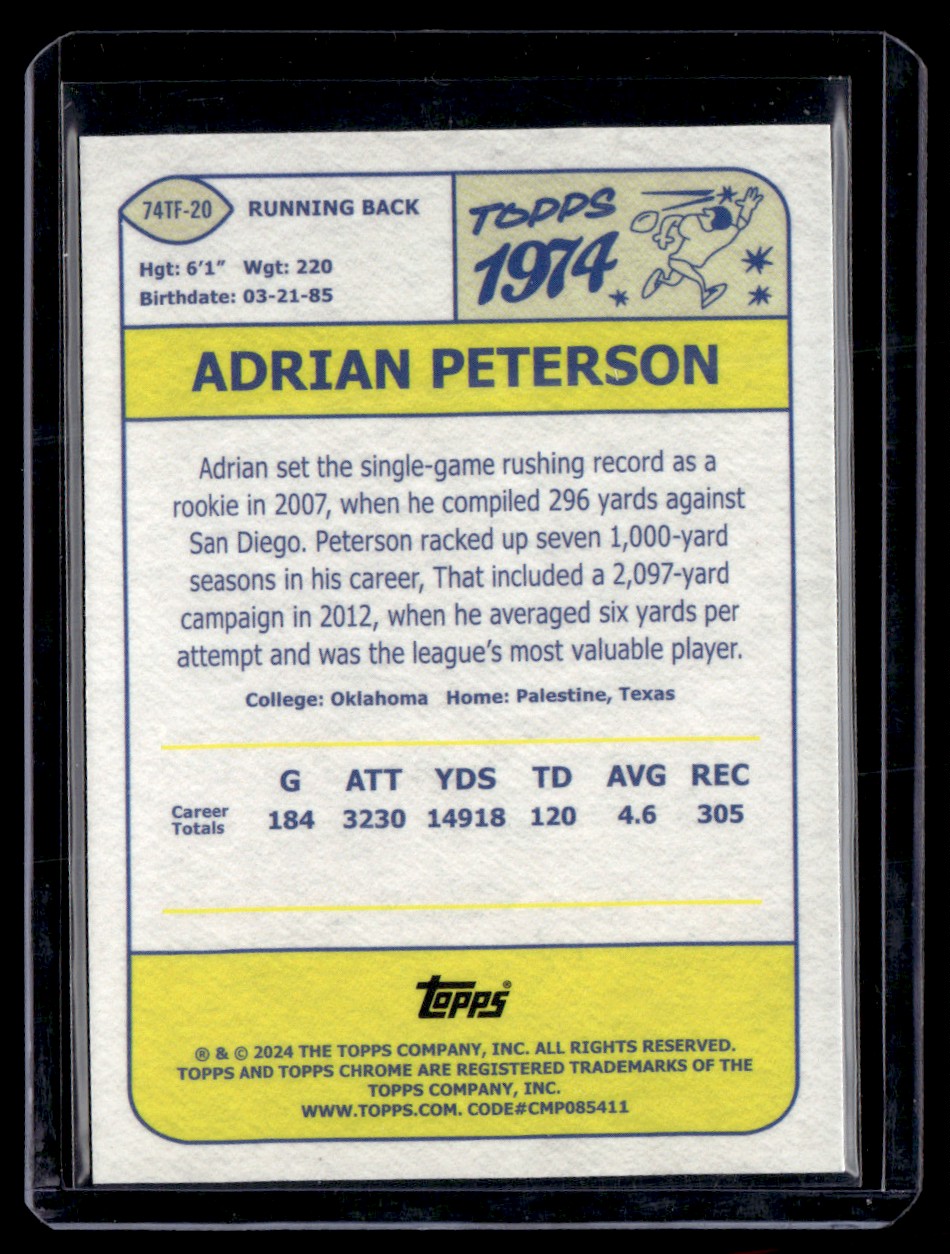 74TF-20 RUNNING BACK
Hgt: 6'1" Wgt: 220
Birthdate: 03-21-85
TOPPS
1974
ADRIAN PETERSON
Adrian set the single-game rushing record as a
rookie in 2007, when he compiled 296 yards against
San Diego. Peterson racked up seven 1,000-yard
seasons in his career, That included a 2,097-yard
campaign in 2012, when he averaged six yards per
attempt and was the league's most valuable player.
College: Oklahoma Home: Palestine, Texas
G ATT YDS TD AVG REC
Career
Totals 184 3230 14918 120 4.6 305
topps®
® & © 2024 THE TOPPS COMPANY, INC. ALL RIGHTS RESERVED.
TOPPS AND TOPPS CHROME ARE REGISTERED TRADEMARKS OF THE
TOPPS COMPANY, INC.
WWW.TOPPS.COM. CODE#CMP085411